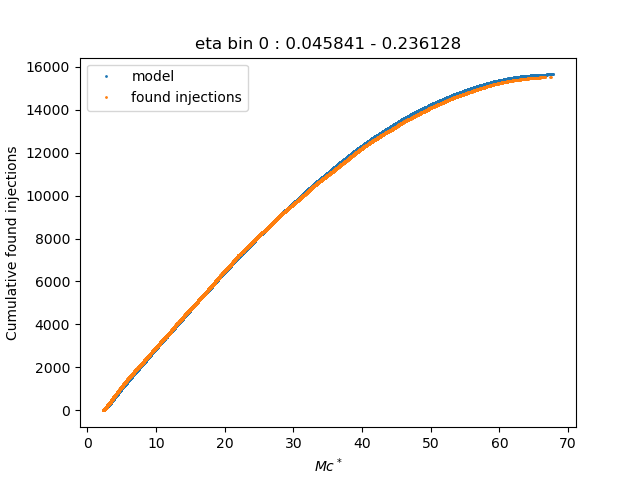 eta bin 0 : 0.045841 - 0.236128
model
found injections
16000
14000
12000
10000
8000
6000
4000
2000
0
Cumulative found injections
0 10 20 30 40 50 60 70
Mc*